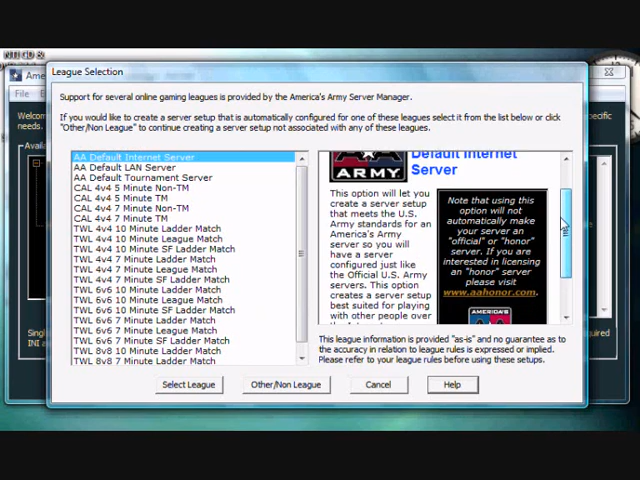 NTI CD &
League Selection
Ame
File
Support for several online gaming leagues is provided by the America's Army Server Manager.
If you would like to create a server setup that is automatically configured for one of these leagues select it from the list below or click
"Other/Non League" to continue creating a server setup not associated with any of these leagues.
Welcom
needs.
specific
Availa
AA Default Internet Server
AA Default LAN Server
AA Default Tournament Server
CAL 4v4 5 Minute Non-TM
CAL 4v4 5 Minute TM
CAL 4v4 7 Minute Non-TM
CAL 4v4 7 Minute TM
TWL 4v4 10 Minute Ladder Match
TWL 4v4 10 Minute League Match
TWL 4v4 10 Minute SF Ladder Match
TWL 4v4 7 Minute Ladder Match
TWL 4v4 7 Minute League Match
TWL 4v4 7 Minute SF Ladder Match
TWL 6v6 10 Minute Ladder Match
TWL 6v6 10 Minute League Match
TWL 6v6 10 Minute SF Ladder Match
TWL 6v6 7 Minute Ladder Match
TWL 6v6 7 Minute League Match
TWL 6v6 7 Minute SF Ladder Match
TWL 8v8 10 Minute Ladder Match
TWL 8v8 7 Minute Ladder Match
ARMY
Default Internet
Server
This option will let you
create a server setup
that meets the U.S.
Army standards for an
America's Army
server so you will
have a server
configured just like
the Official U.S. Army
servers. This option
creates a server setup
best suited for playing
with other people over
Note that using this
option will not
automatically make
your server an
"official" or "honor"
server. If you are
interested in licensing
an "honor" server
please visit
www.aahonor.com.
AMERICA'S
Singl
INI a
quired
This league information is provided "as-is" and no guarantee as to
the accuracy in relation to league rules is expressed or implied.
Please refer to your league rules before using these setups.
Select League
Other/Non League
Cancel
Help